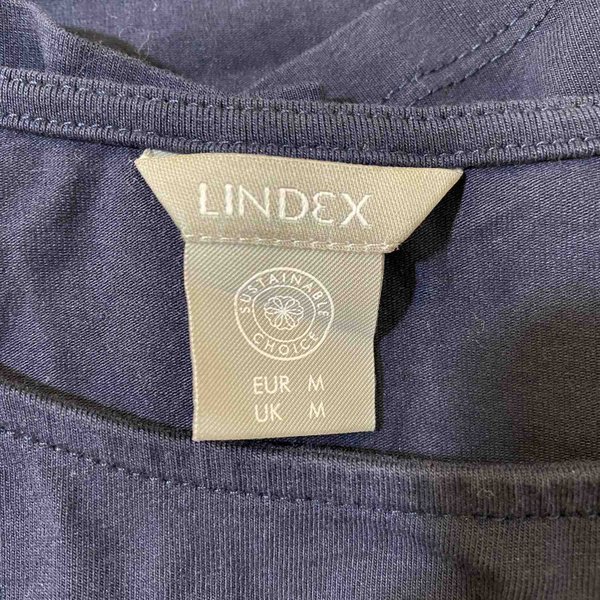 LINDEX
SUSTAINABLE
CHOICE
EUR M
UK M